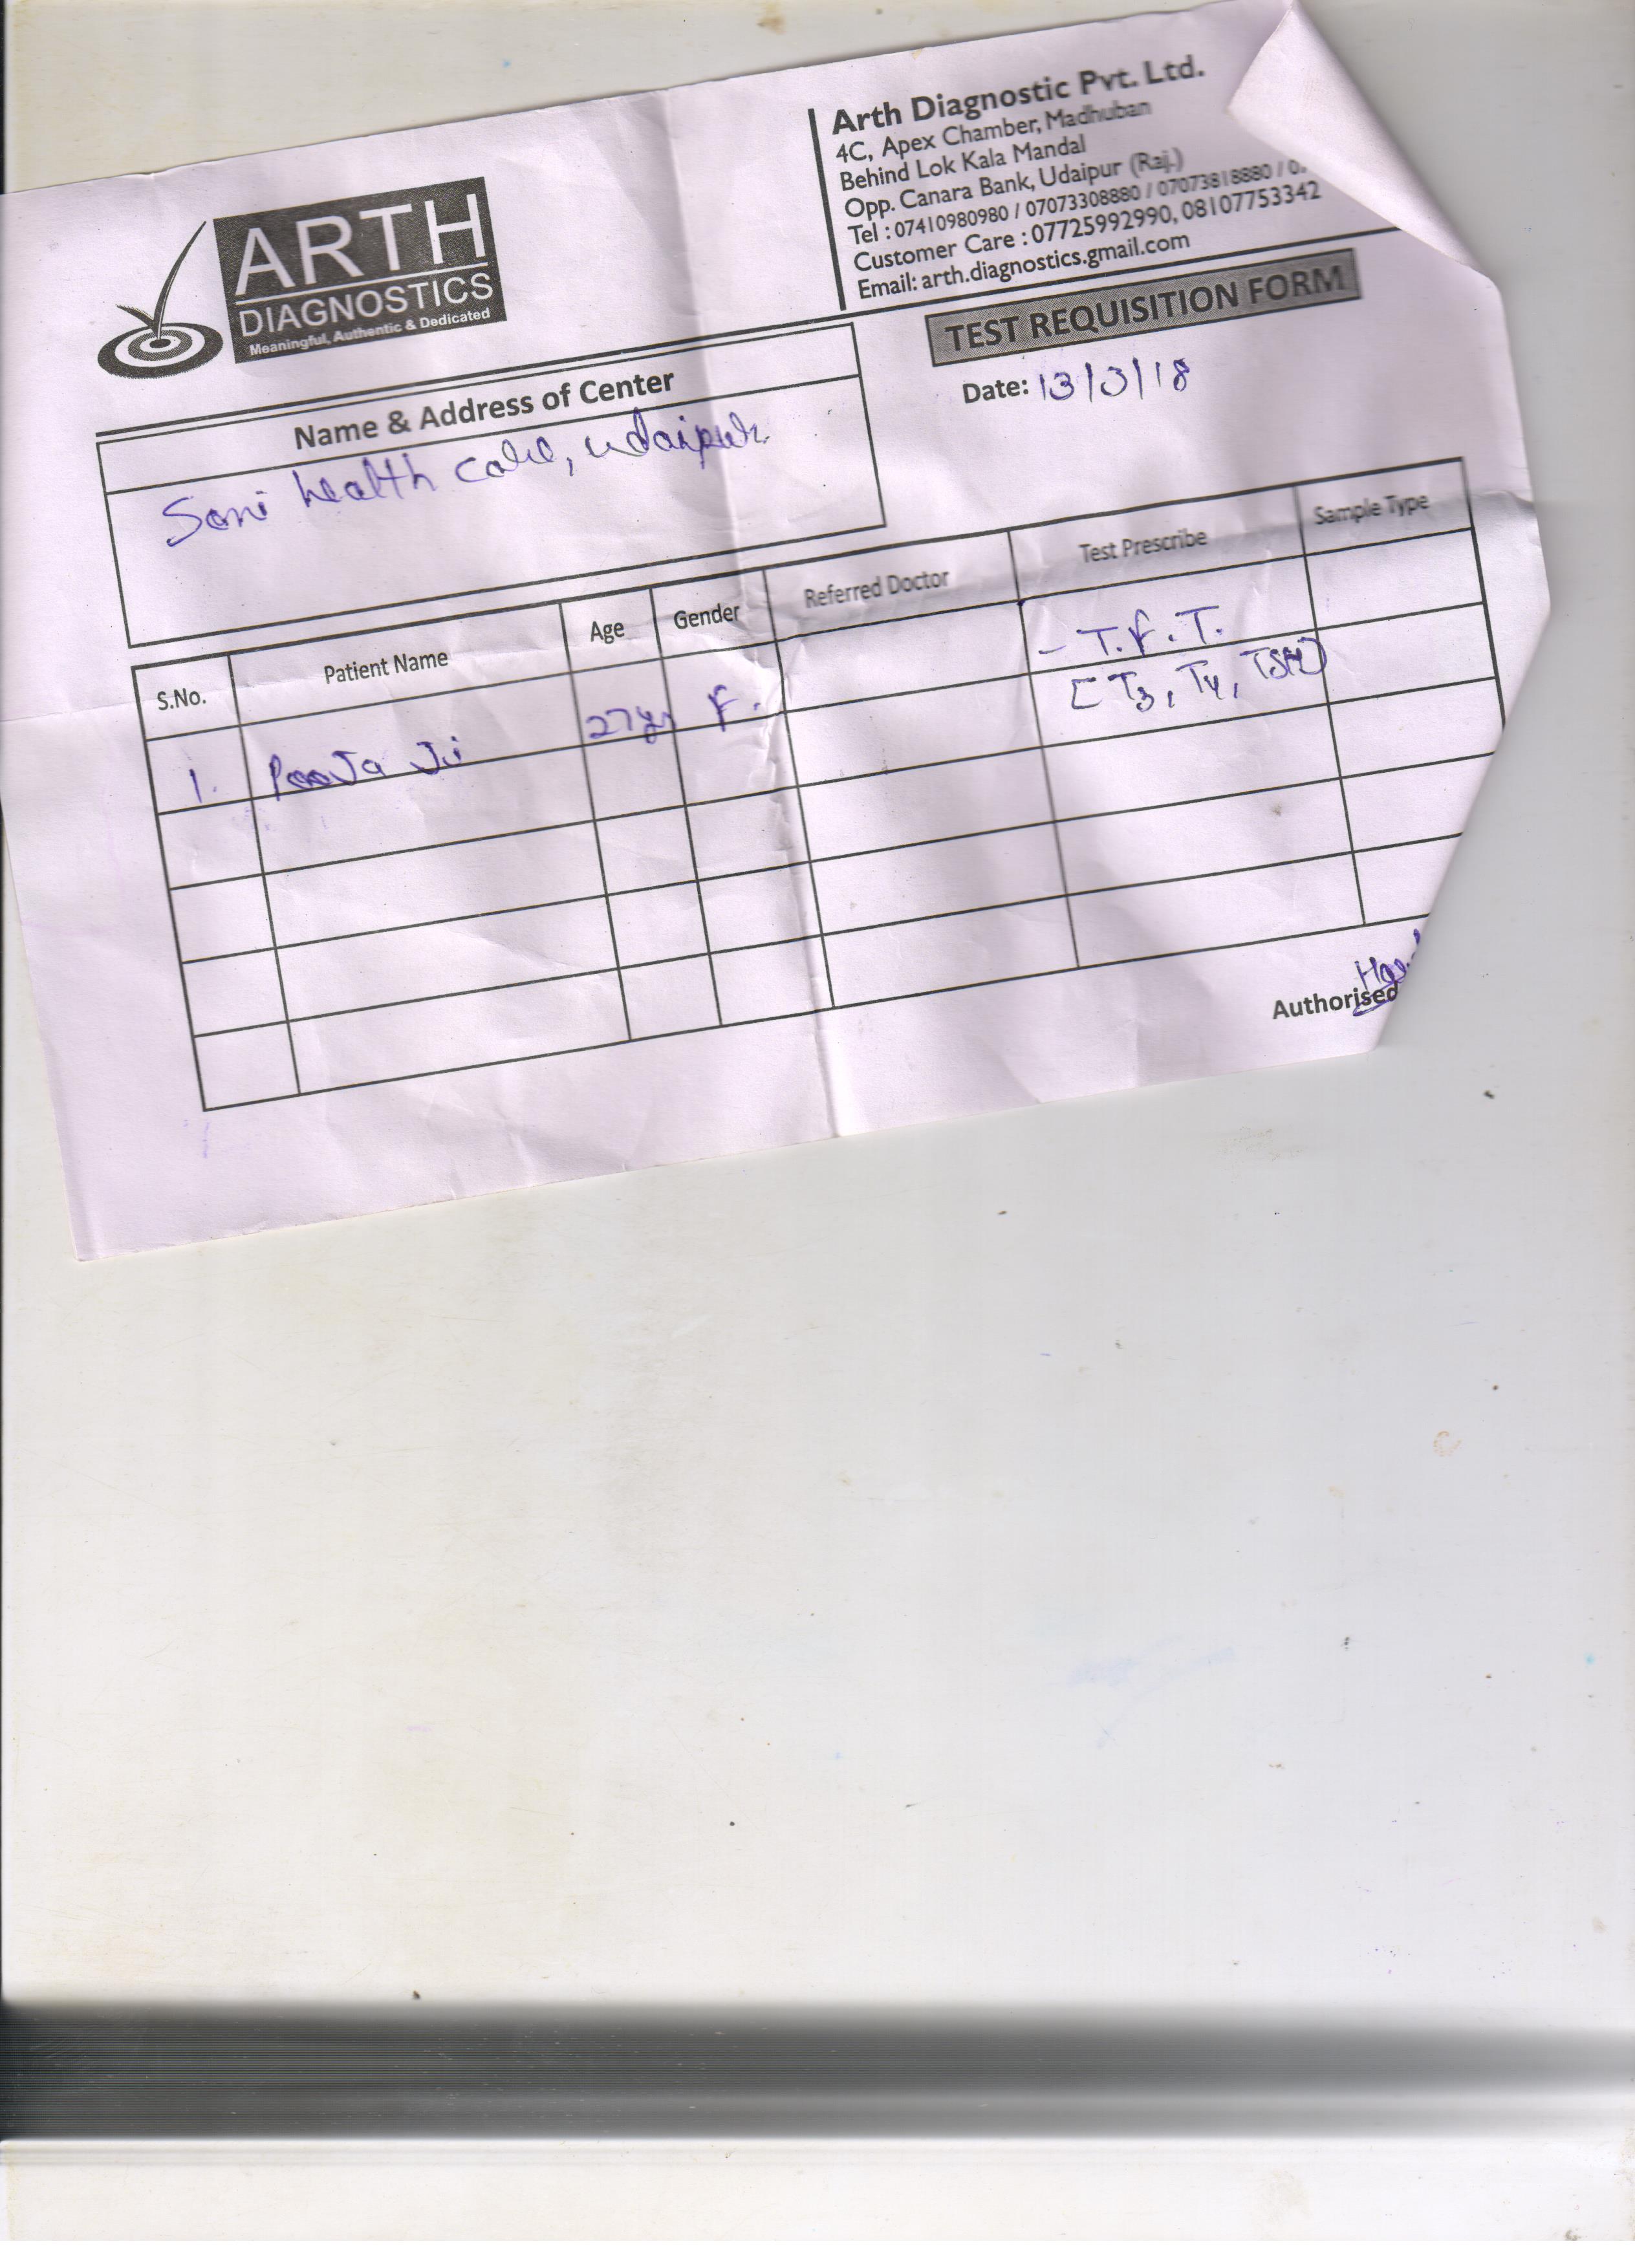 ARTH
DIAGNOSTICS
Meaningful, Authentic & Dedicated
Arth Diagnostic Pvt. Ltd.
4C, Apex Chamber, Madhuban
Behind Lok Kala Mandal
Opp. Canara Bank, Udaipur (Raj.)
Tel : 07410980980 / 07073308880 / 07073818880 / 0
Customer Care : 07725992990, 08107753342
Email: arth.diagnostics.gmail.com
TEST REQUISITION FORM
Date: 13/3/18
Name & Address of Center
Soni health care, udaipur
S.No. Patient Name Age Gender Referred Doctor Test Prescribe Sample Type
1. PooJa Ji 27yr F. - T.F.T.
[T3, T4, TSH]
Authorised